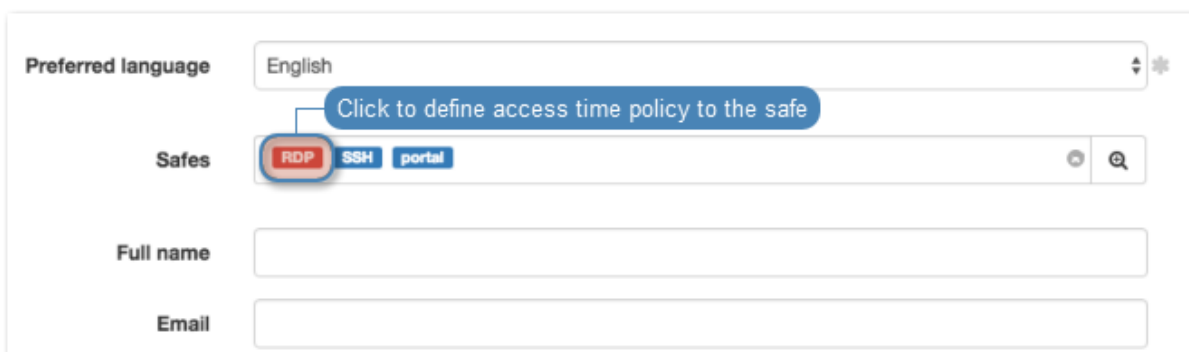 Preferred language English
Click to define access time policy to the safe
Safes RDP SSH portal
Full name
Email